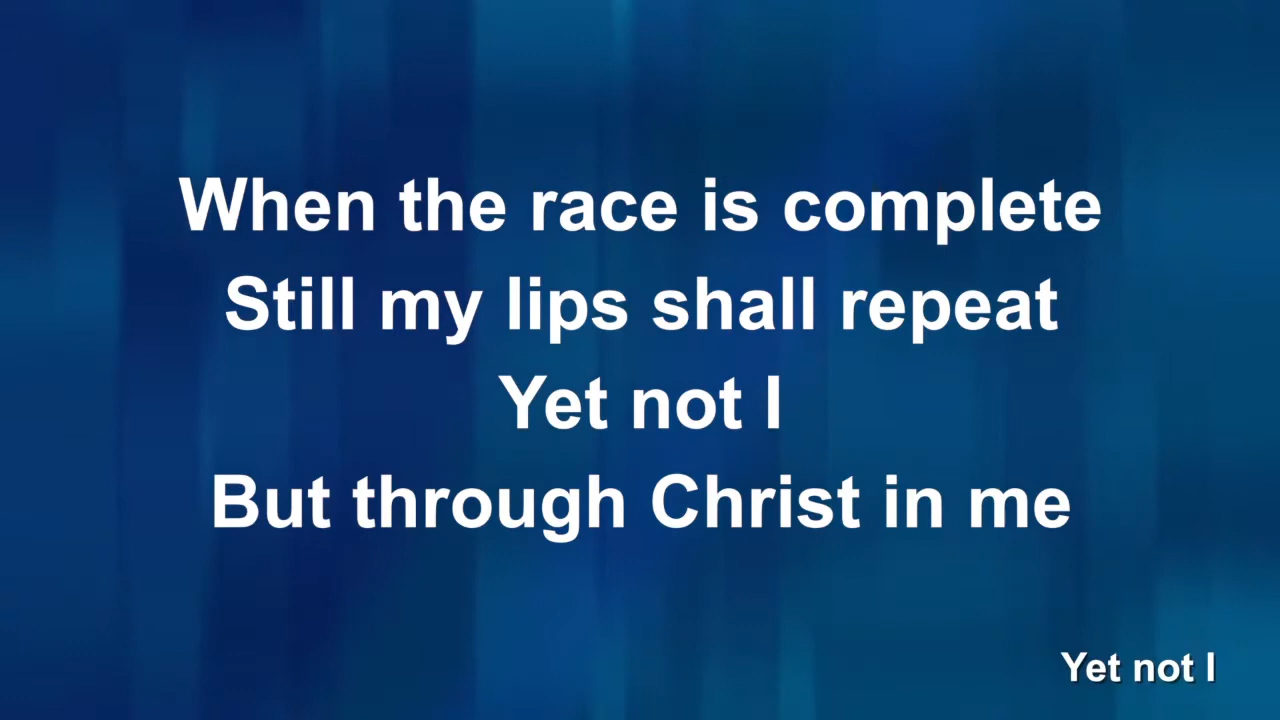 When the race is complete
Still my lips shall repeat
Yet not I
But through Christ in me
Yet not I